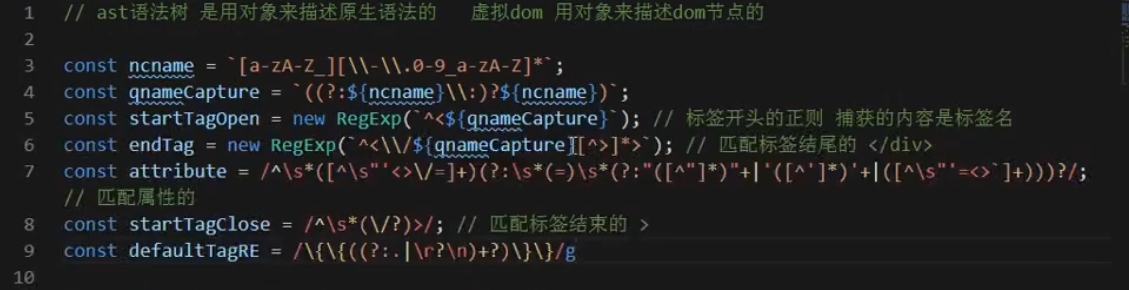 1 // ast语法树 是用对象来描述原生语法的   虚拟dom 用对象来描述dom节点的
2
3 const ncname = `[a-zA-Z_][\\-\\.0-9_a-zA-Z]*`;
4 const qnameCapture = `((?:${ncname}\\:)?${ncname})`;
5 const startTagOpen = new RegExp(`^<${qnameCapture}`); // 标签开头的正则 捕获的内容是标签名
6 const endTag = new RegExp(`^<\\/${qnameCapture}[^>]*>`); // 匹配标签结尾的 </div>
7 const attribute = /^\s*([^\s"'<>\/=]+)(?:\s*(=)\s*(?:"([^"]*)"+|'([^']*)'+|([^\s"'=<>`]+)))?/;
// 匹配属性的
8 const startTagClose = /^\s*(\/?)>/; // 匹配标签结束的 >
9 const defaultTagRE = /\{\{((?:.|\r?\n)+?)\}\}/g
10